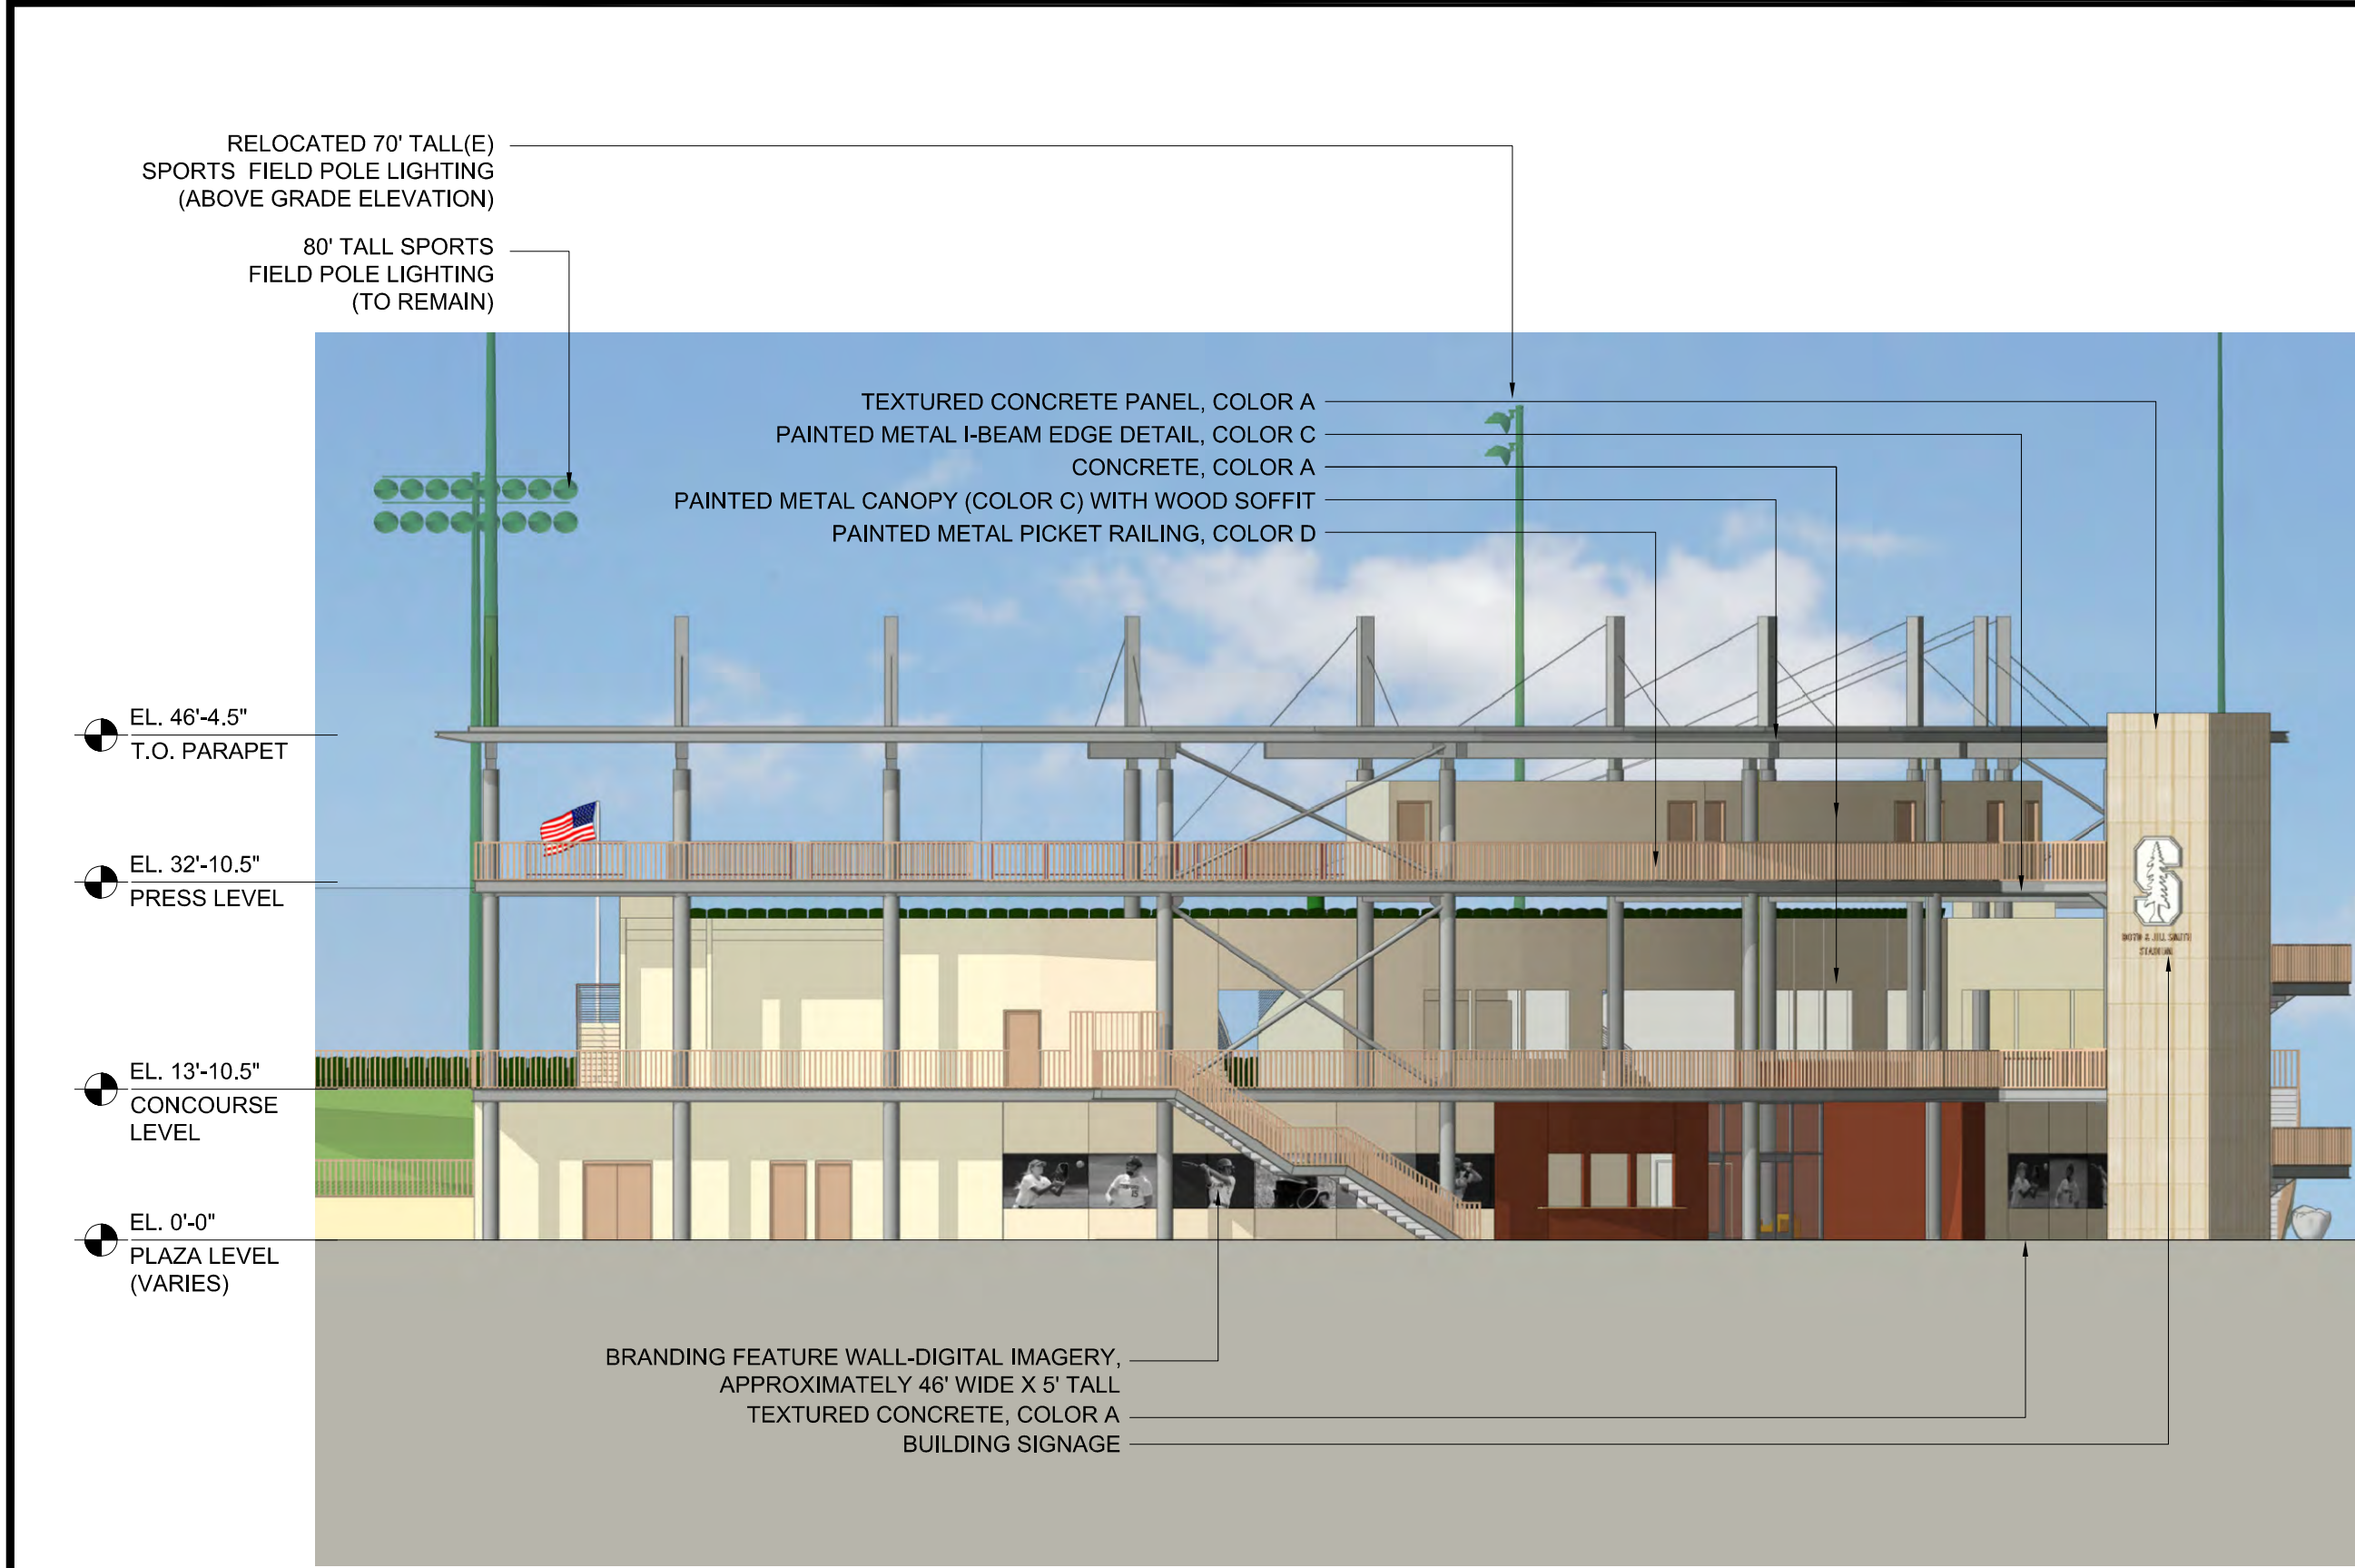 RELOCATED 70' TALL(E)
SPORTS FIELD POLE LIGHTING
(ABOVE GRADE ELEVATION)
80' TALL SPORTS
FIELD POLE LIGHTING
(TO REMAIN)
TEXTURED CONCRETE PANEL, COLOR A
PAINTED METAL I-BEAM EDGE DETAIL, COLOR C
CONCRETE, COLOR A
PAINTED METAL CANOPY (COLOR C) WITH WOOD SOFFIT
PAINTED METAL PICKET RAILING, COLOR D
EL. 46'-4.5"
T.O. PARAPET
EL. 32'-10.5"
PRESS LEVEL
S
& JILL SMITH
STADIUM
EL. 13'-10.5"
CONCOURSE
LEVEL
15
EL. 0'-0"
PLAZA LEVEL
(VARIES)
BRANDING FEATURE WALL-DIGITAL IMAGERY,
APPROXIMATELY 46' WIDE X 5' TALL
TEXTURED CONCRETE, COLOR A
BUILDING SIGNAGE